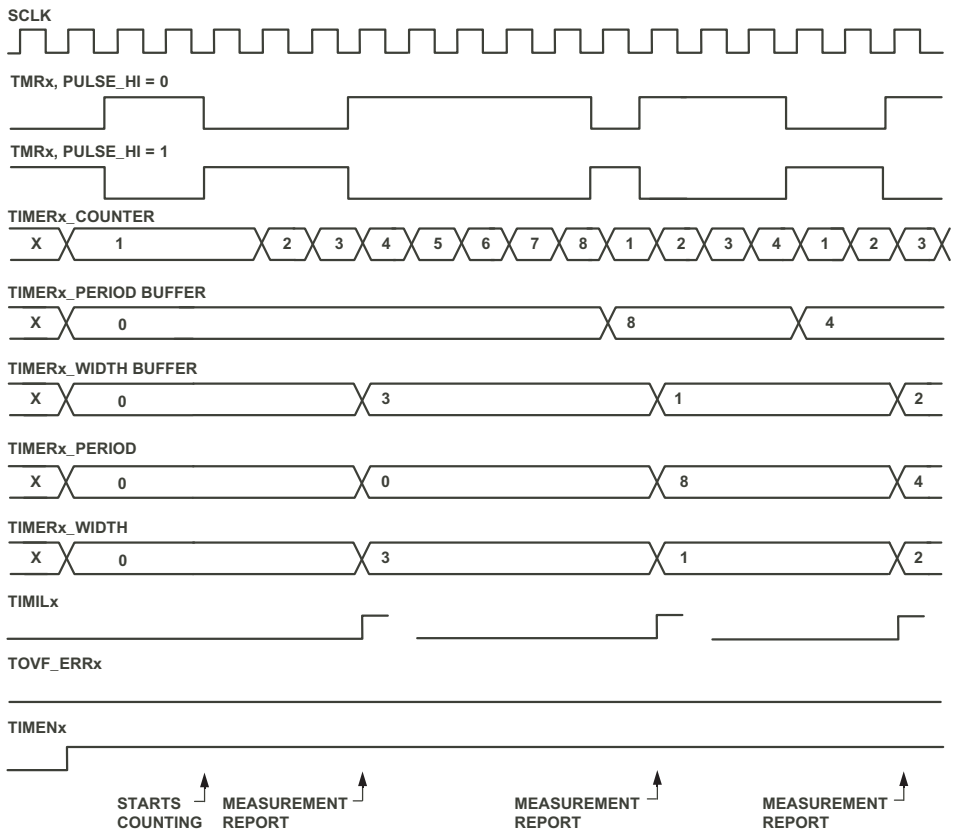 SCLK
TMRx, PULSE_HI = 0
TMRx, PULSE_HI = 1
TIMERx_COUNTER
X 1 2 3 4 5 6 7 8 1 2 3 4 1 2 3
TIMERx_PERIOD BUFFER
X 0 8 4
TIMERx_WIDTH BUFFER
X 0 3 1 2
TIMERx_PERIOD
X 0 0 8 4
TIMERx_WIDTH
X 0 3 1 2
TIMILx
TOVF_ERRx
TIMENx
STARTS MEASUREMENT MEASUREMENT MEASUREMENT
COUNTING REPORT REPORT REPORT